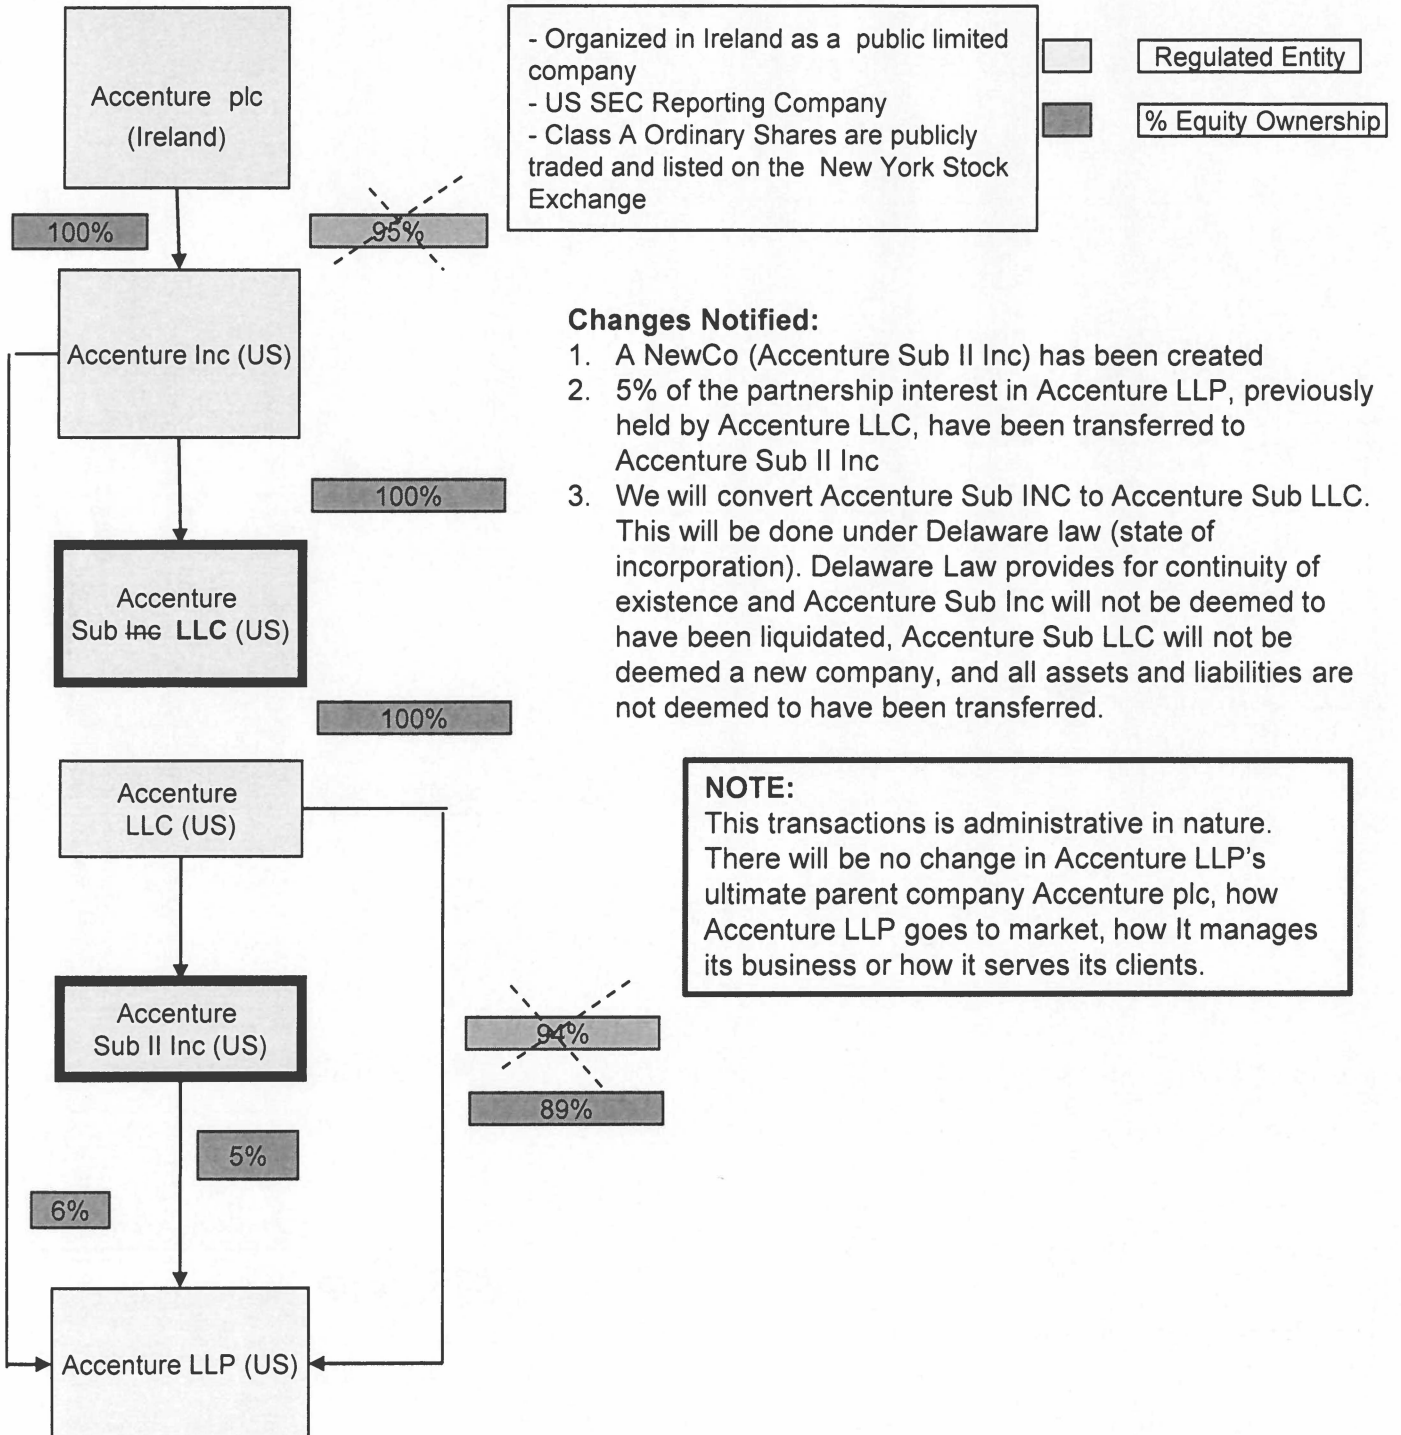 Accenture plc
(Ireland)
- Organized in Ireland as a public limited
company
- US SEC Reporting Company
- Class A Ordinary Shares are publicly
traded and listed on the New York Stock
Exchange
Regulated Entity
% Equity Ownership
100%
95%
Accenture Inc (US)
Changes Notified:
1. A NewCo (Accenture Sub II Inc) has been created
2. 5% of the partnership interest in Accenture LLP, previously
held by Accenture LLC, have been transferred to
Accenture Sub II Inc
3. We will convert Accenture Sub INC to Accenture Sub LLC.
This will be done under Delaware law (state of
incorporation). Delaware Law provides for continuity of
existence and Accenture Sub Inc will not be deemed to
have been liquidated, Accenture Sub LLC will not be
deemed a new company, and all assets and liabilities are
not deemed to have been transferred.
100%
Accenture
Sub Inc LLC (US)
100%
Accenture
LLC (US)
NOTE:
This transactions is administrative in nature.
There will be no change in Accenture LLP's
ultimate parent company Accenture plc, how
Accenture LLP goes to market, how It manages
its business or how it serves its clients.
Accenture
Sub II Inc (US)
94%
89%
5%
6%
Accenture LLP (US)